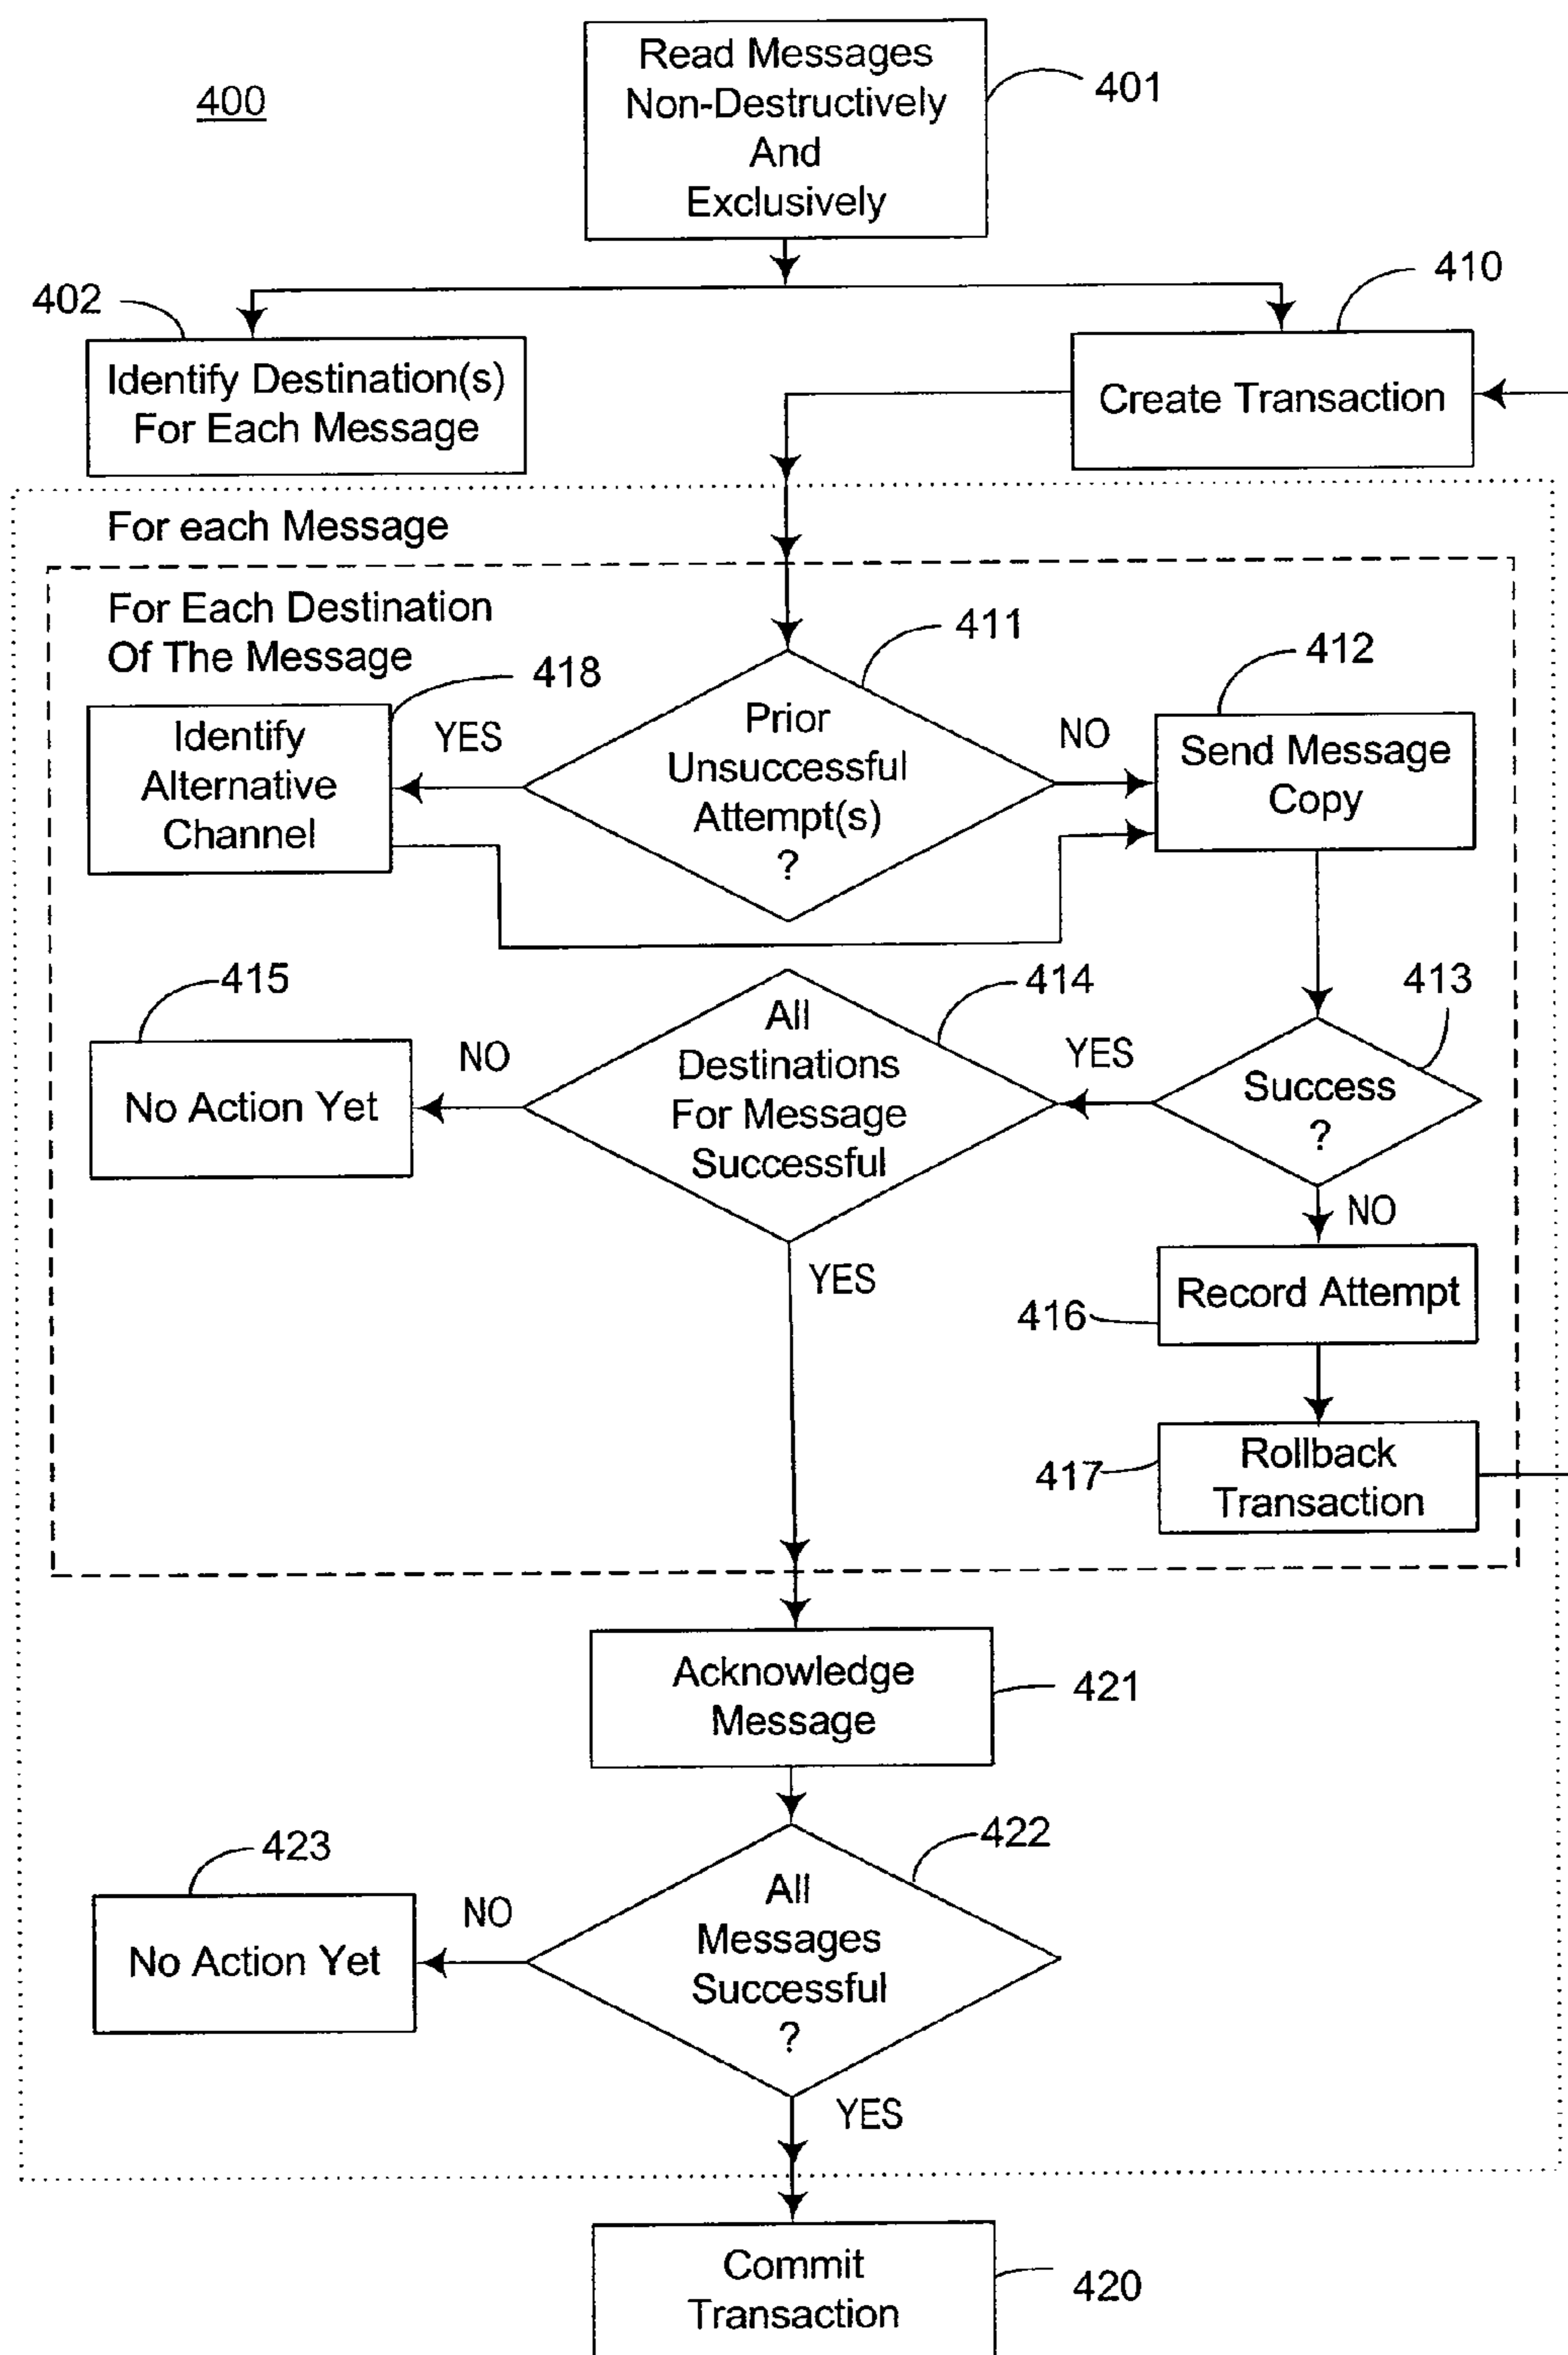 400
Read Messages
Non-Destructively
And
Exclusively
401
402
Identify Destination(s)
For Each Message
410
Create Transaction
For each Message
For Each Destination
Of The Message
418
Identify
Alternative
Channel
YES
411
Prior
Unsuccessful
Attempt(s)
?
NO
412
Send Message
Copy
415
No Action Yet
NO
414
All
Destinations
For Message
Successful
YES
413
Success
?
YES
NO
416
Record Attempt
417
Rollback
Transaction
Acknowledge
Message
421
423
No Action Yet
NO
422
All
Messages
Successful
?
YES
Commit
Transaction
420